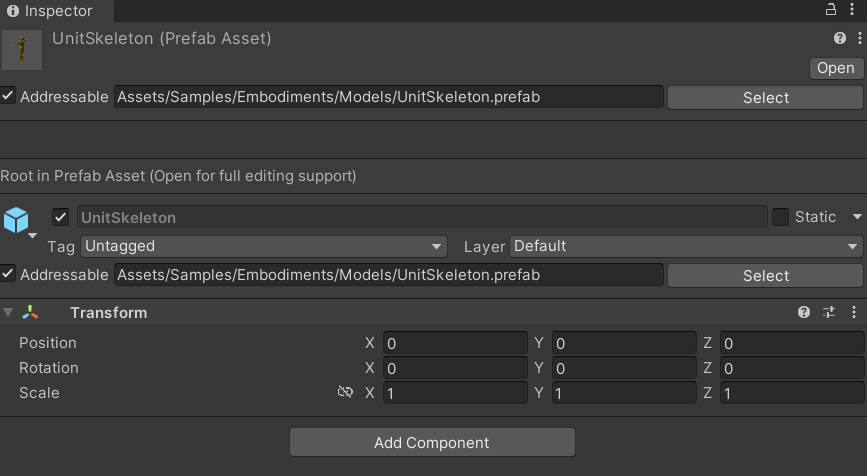 Inspector
UnitSkeleton (Prefab Asset)
Open
Addressable Assets/Samples/Embodiments/Models/UnitSkeleton.prefab Select
Root in Prefab Asset (Open for full editing support)
UnitSkeleton Static
Tag Untagged Layer Default
Addressable Assets/Samples/Embodiments/Models/UnitSkeleton.prefab Select
Transform
Position X 0 Y 0 Z 0
Rotation X 0 Y 0 Z 0
Scale X 1 Y 1 Z 1
Add Component